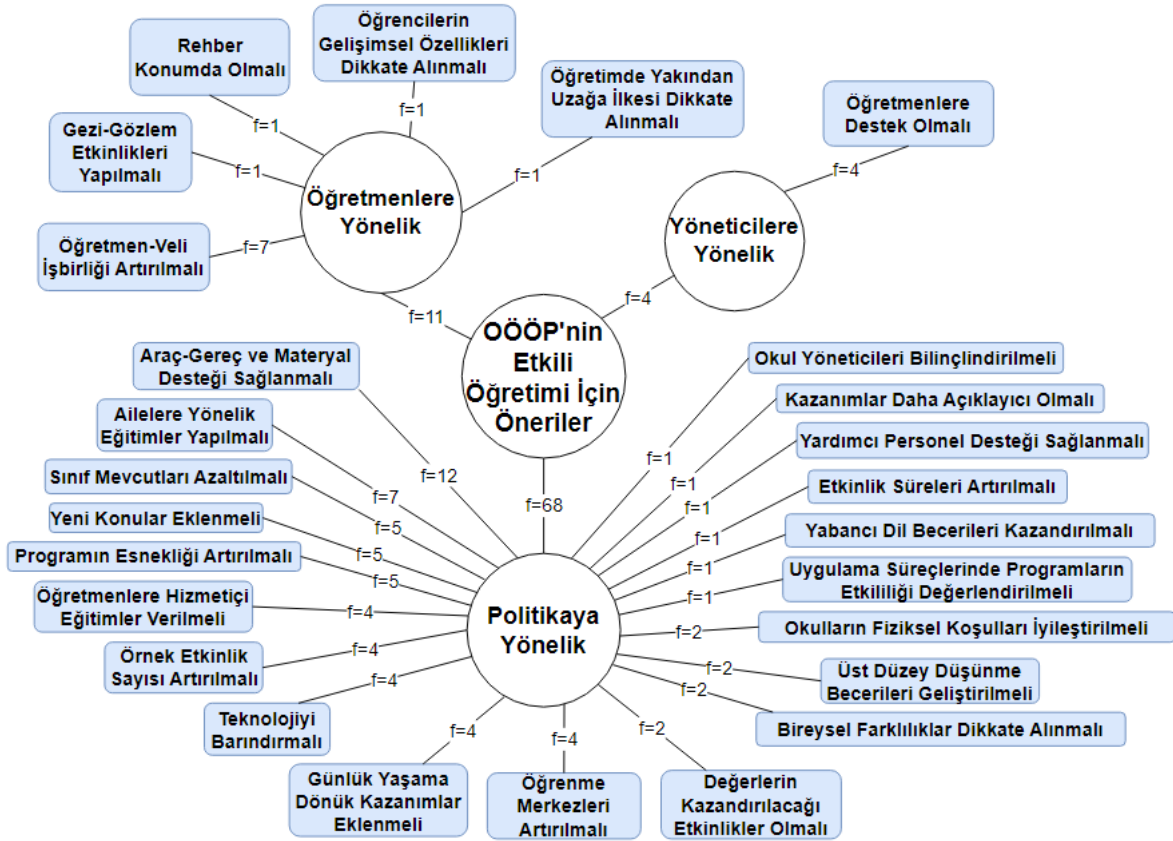 Rehber
Konumda Olmalı
Öğrencilerin
Gelişimsel Özellikleri
Dikkate Alınmalı
Öğretimde Yakından
Uzağa İlkesi Dikkate
Alınmalı
Öğretmenlere
Destek Olmalı
Gezi-Gözlem
Etkinlikleri
Yapılmalı
Öğretmen-Veli
İşbirliği Artırılmalı
f=1
f=1
f=1
f=1
f=7
f=4
Öğretmenlere
Yönelik
Yöneticilere
Yönelik
f=11
f=4
OÖÖP'nin
Etkili
Öğretimi İçin
Öneriler
f=68
Politikaya
Yönelik
Araç-Gereç ve Materyal
Desteği Sağlanmalı
f=12
Ailelere Yönelik
Eğitimler Yapılmalı
f=7
Sınıf Mevcutları Azaltılmalı
f=5
Yeni Konular Eklenmeli
f=5
Programın Esnekliği Artırılmalı
f=5
Öğretmenlere Hizmetiçi
Eğitimler Verilmeli
f=4
Örnek Etkinlik
Sayısı Artırılmalı
f=4
Teknolojiyi
Barındırmalı
f=4
Günlük Yaşama
Dönük Kazanımlar
Eklenmeli
f=4
Öğrenme
Merkezleri
Artırılmalı
f=4
Değerlerin
Kazandırılacağı
Etkinlikler Olmalı
f=2
Okul Yöneticileri Bilinçlindirilmeli
f=1
Kazanımlar Daha Açıklayıcı Olmalı
f=1
Yardımcı Personel Desteği Sağlanmalı
f=1
Etkinlik Süreleri Artırılmalı
f=1
Yabancı Dil Becerileri Kazandırılmalı
f=1
Uygulama Süreçlerinde Programların
Etkililiği Değerlendirilmeli
f=1
Okulların Fiziksel Koşulları İyileştirilmeli
f=2
Üst Düzey Düşünme
Becerileri Geliştirilmeli
f=2
Bireysel Farklılıklar Dikkate Alınmalı
f=2